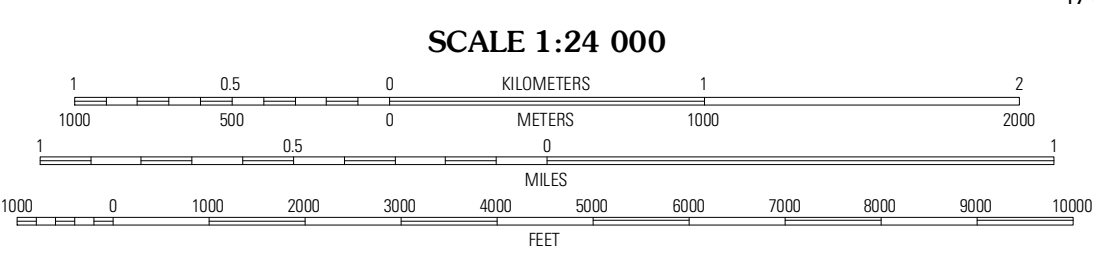 SCALE 1:24 000
1 0.5 0 KILOMETERS 1 2
1000 500 0 METERS 1000 2000
1 0.5 0 1
MILES
1000 0 1000 2000 3000 4000 5000 6000 7000 8000 9000 10000
FEET